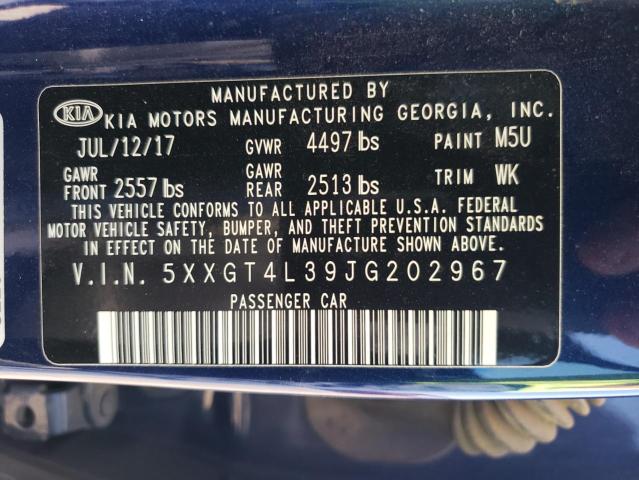 MANUFACTURED BY
KIA KIA MOTORS MANUFACTURING GEORGIA, INC.
JUL/12/17 GVWR 4497 lbs PAINT M5U
GAWR FRONT 2557 lbs GAWR REAR 2513 lbs TRIM WK
THIS VEHICLE CONFORMS TO ALL APPLICABLE U.S.A. FEDERAL
MOTOR VEHICLE SAFETY, BUMPER, AND THEFT PREVENTION STANDARDS
IN EFFECT ON THE DATE OF MANUFACTURE SHOWN ABOVE.
V.I.N. 5XXGT4L39JG202967
PASSENGER CAR